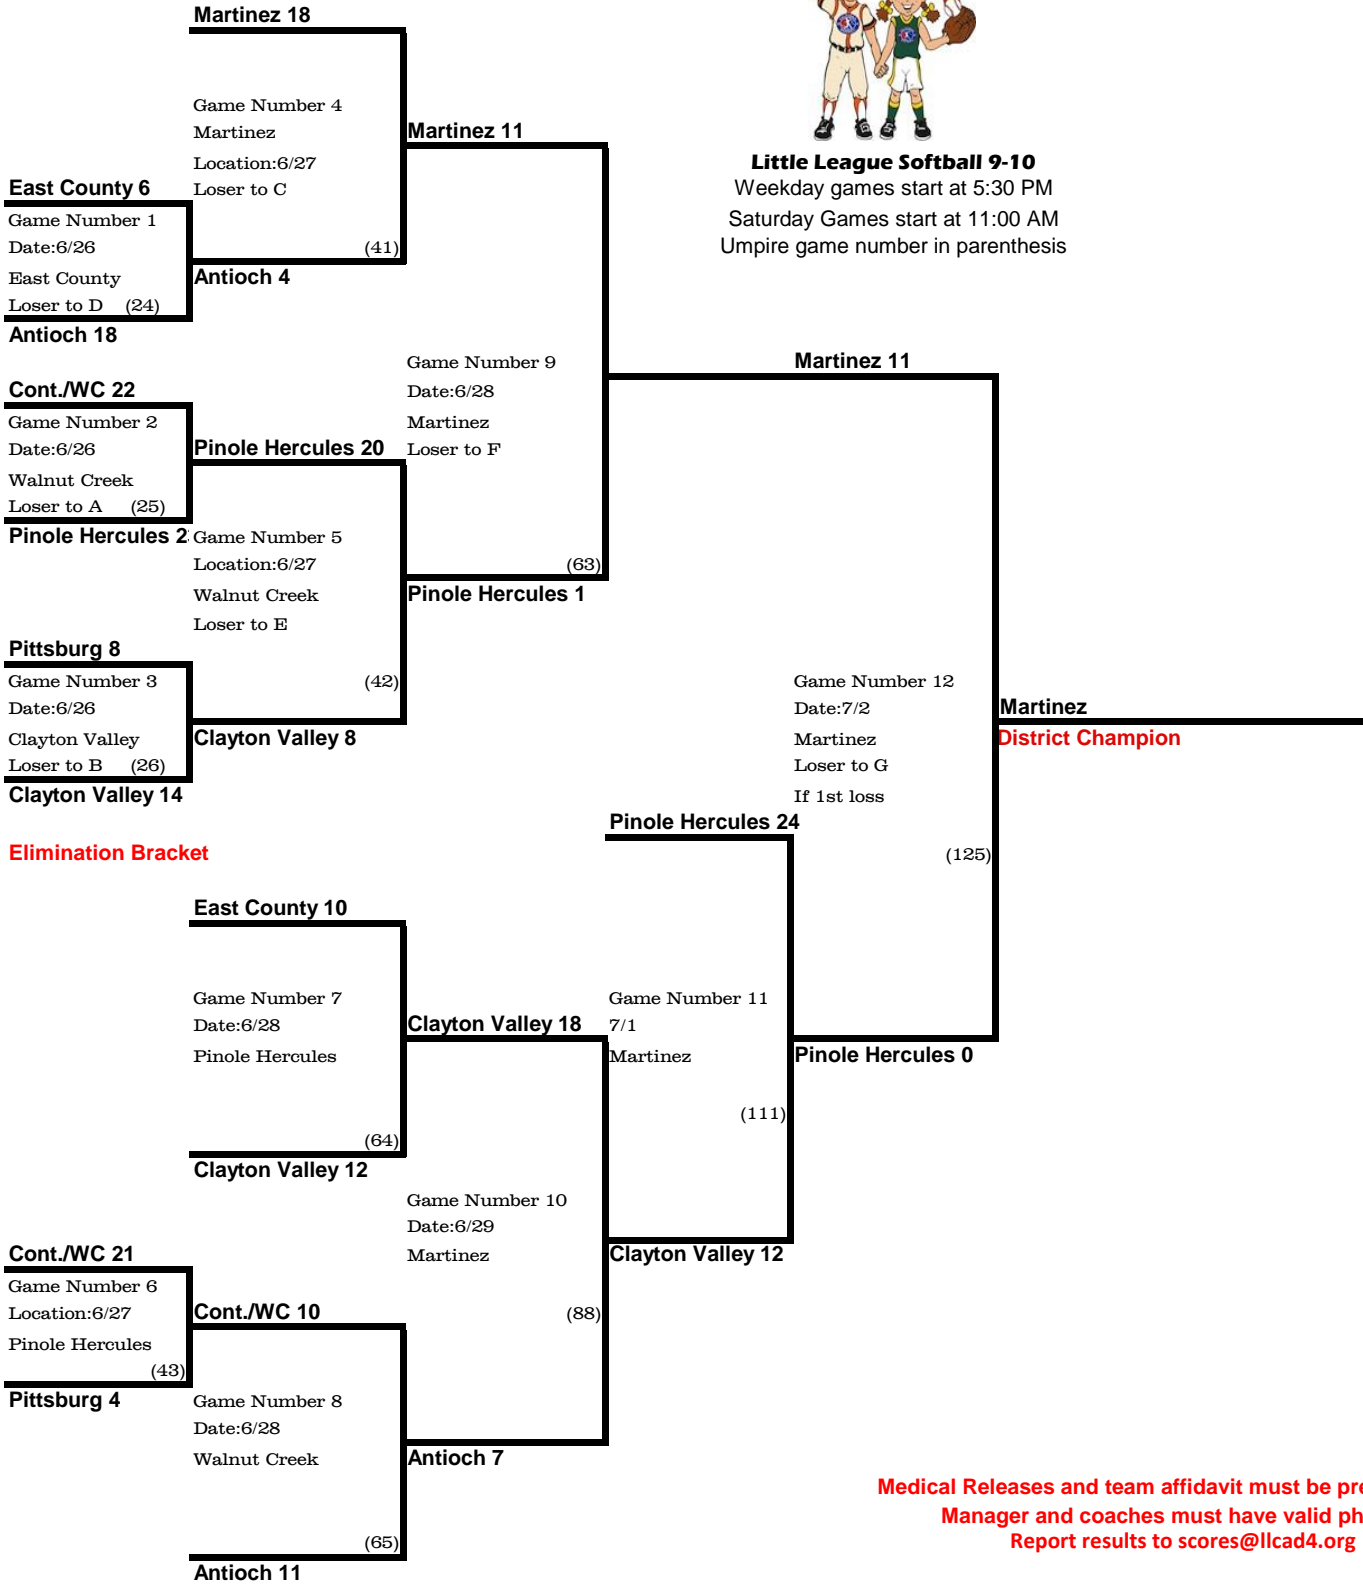 Martinez 18
Game Number 4
Martinez
Location:6/27
Loser to C
(41)
Antioch 4
East County 6
Game Number 1
Date:6/26
East County
Loser to D (24)
Antioch 18
Cont./WC 22
Game Number 2
Date:6/26
Walnut Creek
Loser to A (25)
Pinole Hercules
Pinole Hercules 20
Game Number 5
Location:6/27
Walnut Creek
Loser to E
(42)
Clayton Valley 8
Pittsburg 8
Game Number 3
Date:6/26
Clayton Valley
Loser to B (26)
Clayton Valley 14
Martinez 11
Game Number 9
Date:6/28
Martinez
Loser to F
(63)
Pinole Hercules 1
Little League Softball 9-10
Weekday games start at 5:30 PM
Saturday Games start at 11:00 AM
Umpire game number in parenthesis
Martinez 11
Game Number 12
Date:7/2
Martinez
Loser to G
If 1st loss
(125)
Pinole Hercules 0
Martinez
District Champion
Elimination Bracket
East County 10
Game Number 7
Date:6/28
Pinole Hercules
(64)
Clayton Valley 12
Cont./WC 21
Game Number 6
Location:6/27
Pinole Hercules
(43)
Pittsburg 4
Cont./WC 10
Game Number 8
Date:6/28
Walnut Creek
(65)
Antioch 11
Clayton Valley 18
Game Number 10
Date:6/29
Martinez
(88)
Antioch 7
Pinole Hercules 24
Game Number 11
7/1
Martinez
(111)
Clayton Valley 12
Medical Releases and team affidavit must be
Manager and coaches must have valid
Report results to scores@llcad4.org